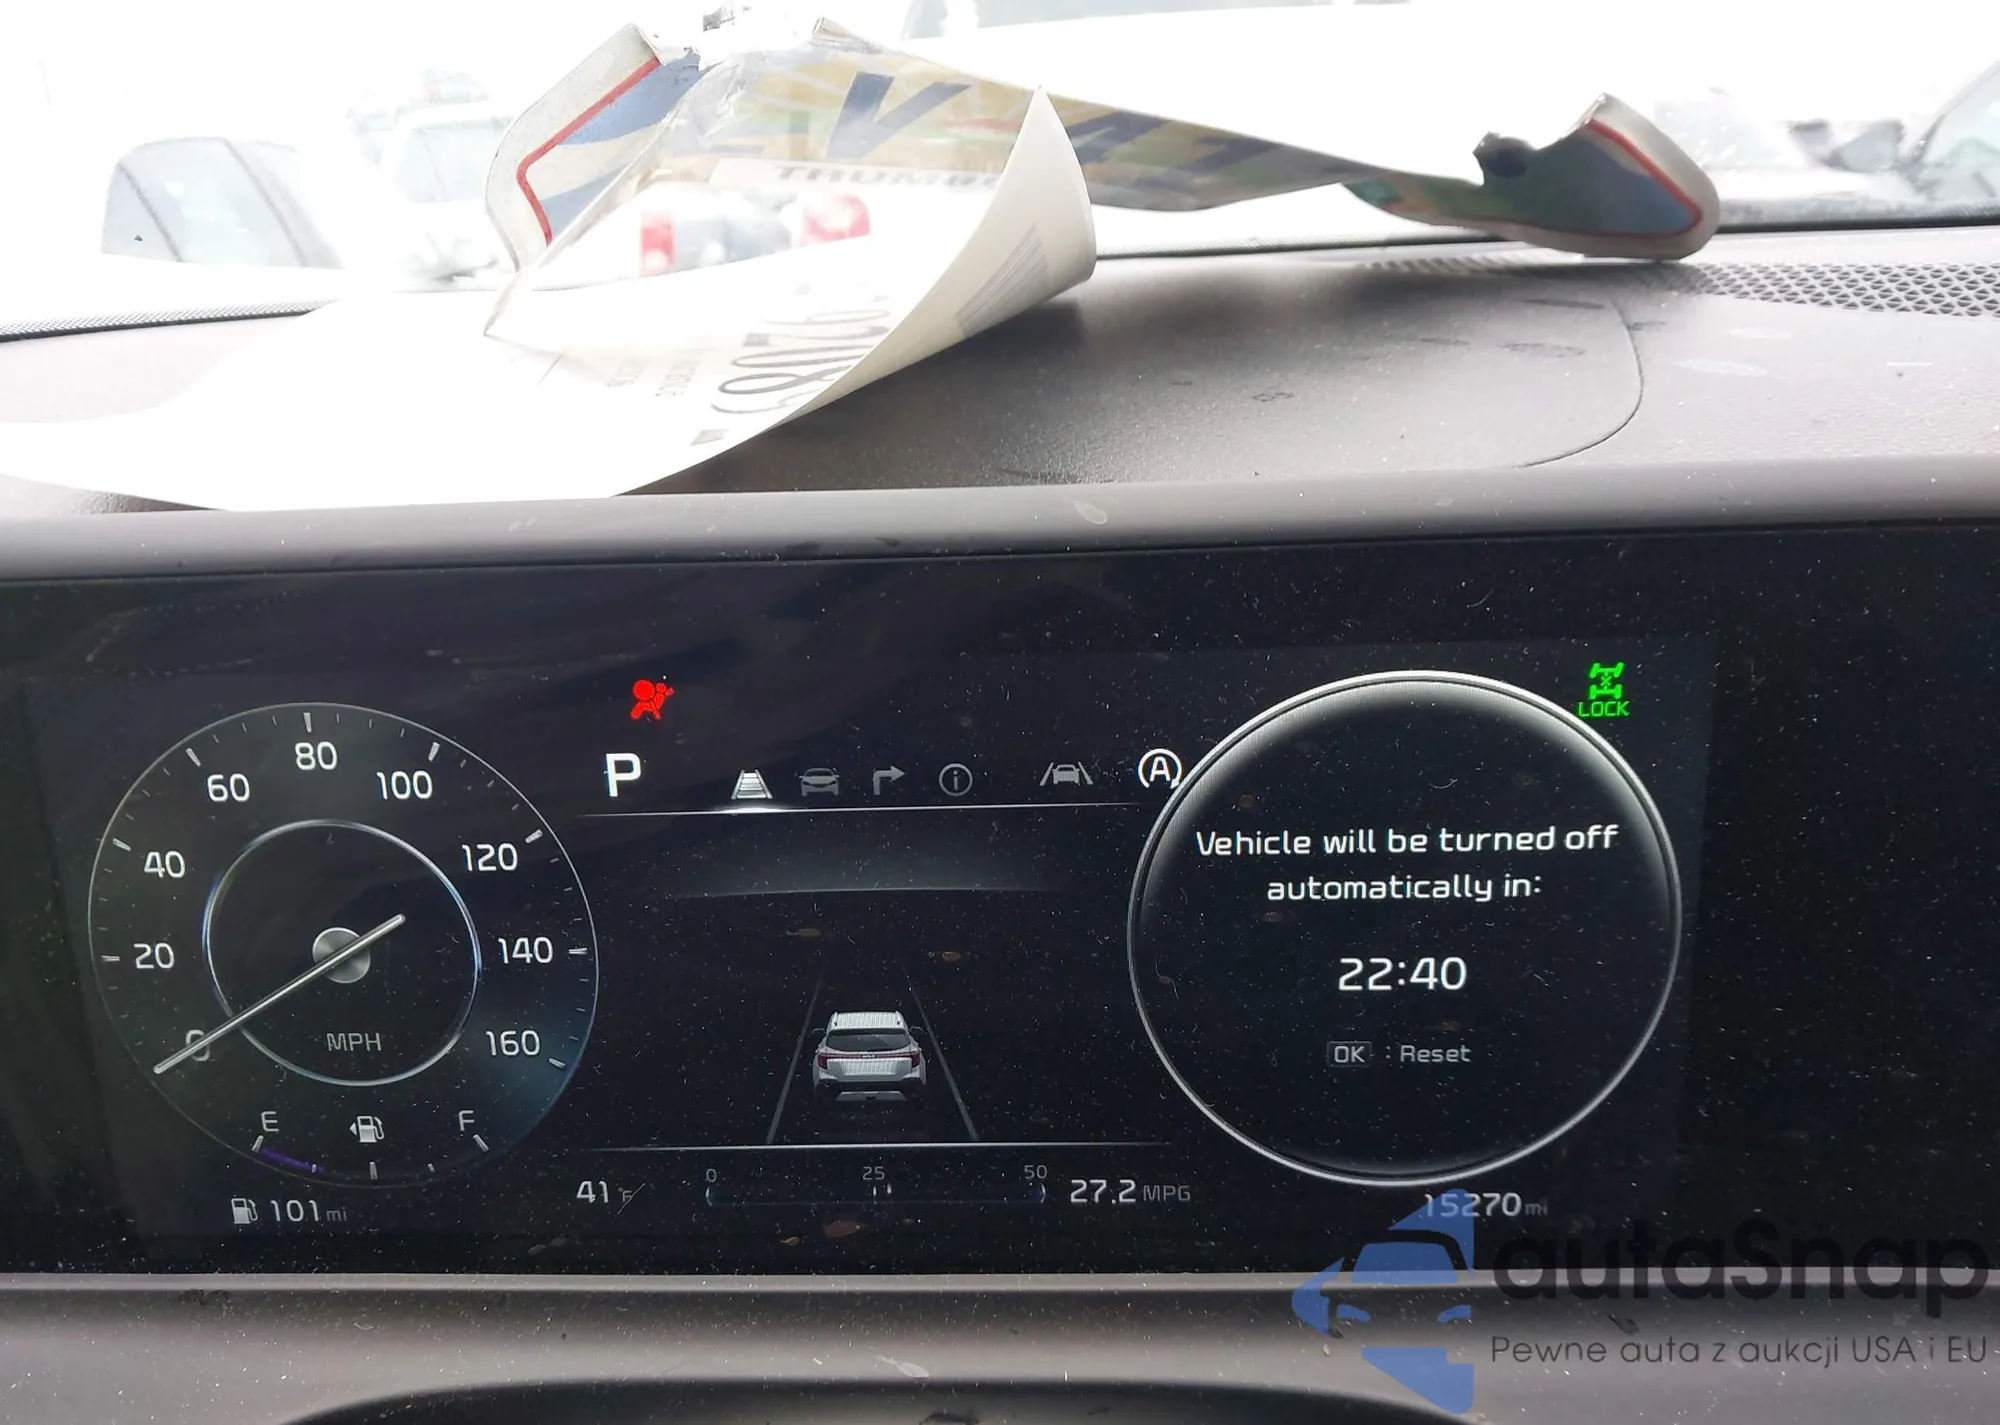 TRUMBU
68026
LOCK
P
A
80
60
100
40
120
20
140
0
160
MPH
E
F
101 mi
Vehicle will be turned off
automatically in:
22:40
OK : Reset
41°F
0 25 50
27.2 MPG
15270 mi
autaSnap
Pewne auta z aukcji USA i EU